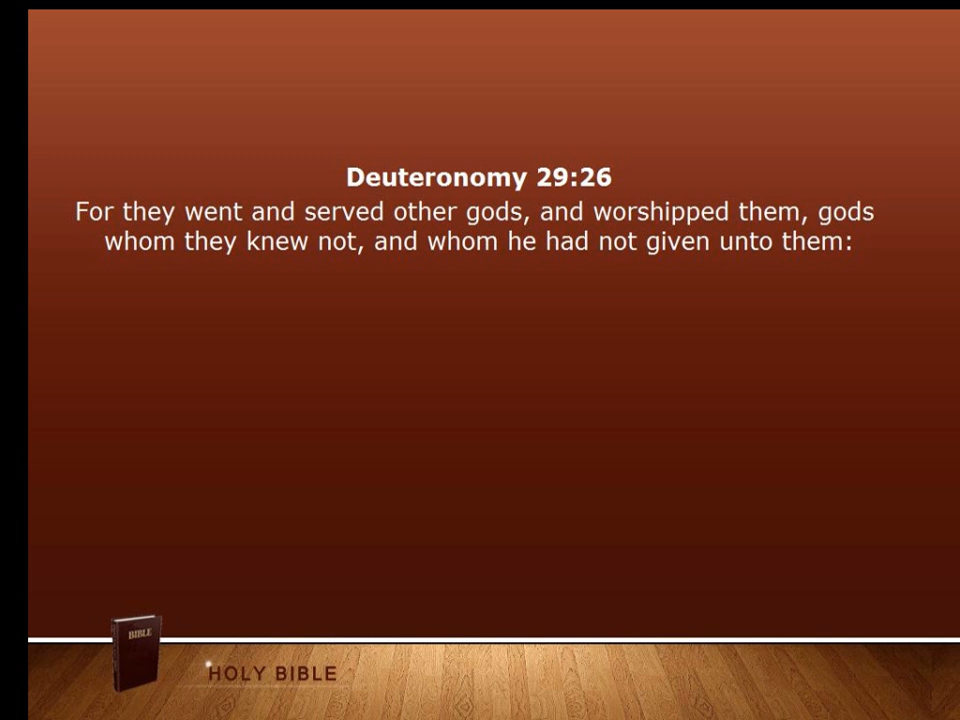 Deuteronomy 29:26
For they went and served other gods, and worshipped them, gods
whom they knew not, and whom he had not given unto them:
BIBLE
HOLY BIBLE